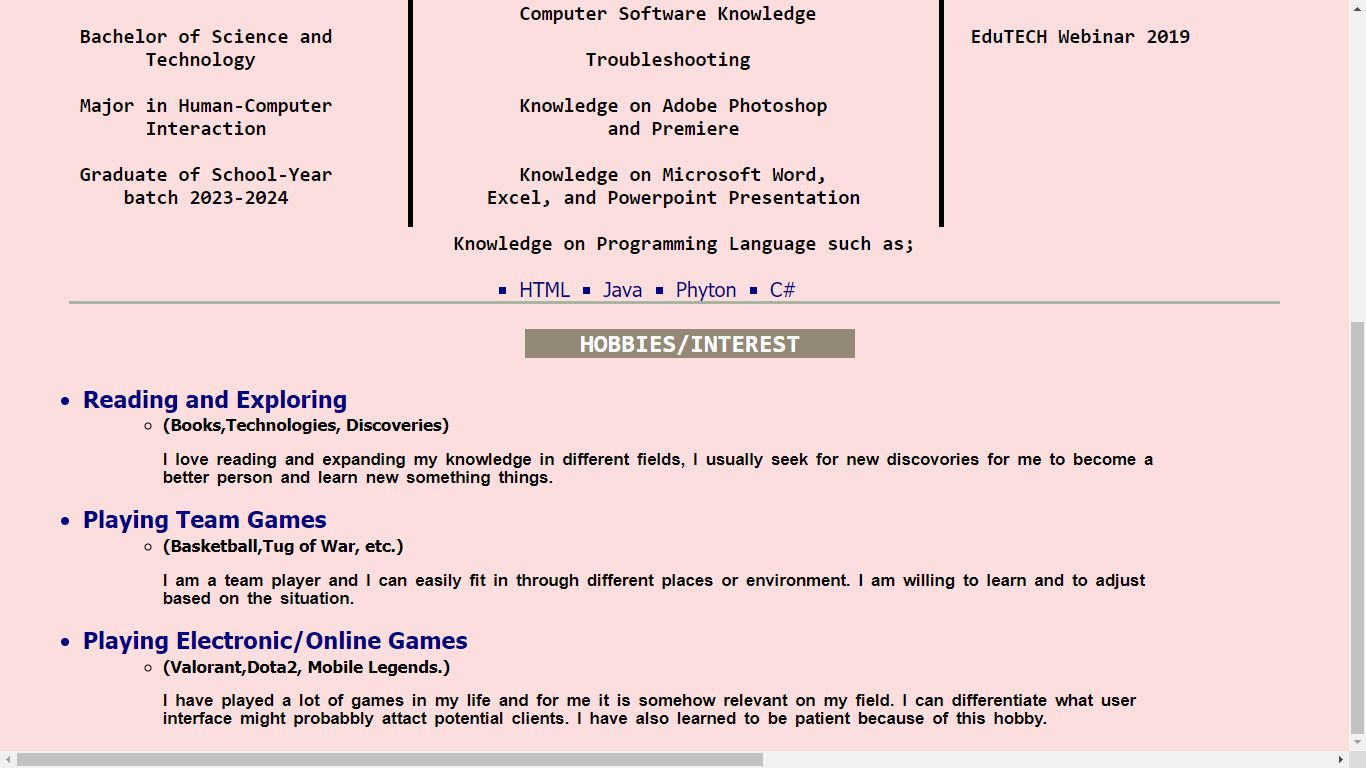 Bachelor of Science and
Technology
Major in Human-Computer
Interaction
Graduate of School-Year
batch 2023-2024
Computer Software Knowledge
Troubleshooting
Knowledge on Adobe Photoshop
and Premiere
Knowledge on Microsoft Word,
Excel, and Powerpoint Presentation
Knowledge on Programming Language such as;
HTML Java Phyton C#
EduTECH Webinar 2019
HOBBIES/INTEREST
Reading and Exploring
(Books,Technologies, Discoveries)
I love reading and expanding my knowledge in different fields, I usually seek for new discovories for me to become a
better person and learn new something things.
Playing Team Games
(Basketball,Tug of War, etc.)
I am a team player and I can easily fit in through different places or environment. I am willing to learn and to adjust
based on the situation.
Playing Electronic/Online Games
(Valorant,Dota2, Mobile Legends.)
I have played a lot of games in my life and for me it is somehow relevant on my field. I can differentiate what user
interface might probabbly attact potential clients. I have also learned to be patient because of this hobby.